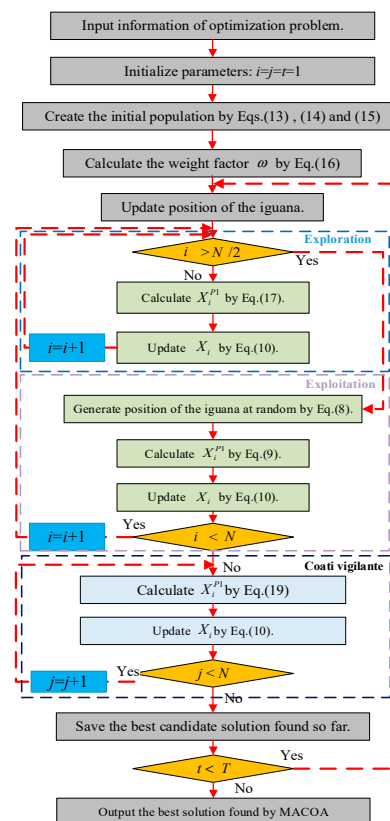 Input information of optimization problem.
Initialize parameters: i=j=t=1
Create the initial population by Eqs.(13) , (14) and (15)
Calculate the weight factor ω by Eq.(16)
Update position of the iguana.
Exploration
i > N /2
Yes
No
Calculate X_i^{P1} by Eq.(17).
i=i+1
Update X_i by Eq.(10).
Exploitation
Generate position of the iguana at random by Eq.(8).
Calculate X_i^{P1} by Eq.(9).
Update X_i by Eq.(10).
i=i+1
Yes
i < N
No
Coati vigilante
Calculate X_i^{P1} by Eq.(19)
Update X_i by Eq.(10).
j=j+1
Yes
j < N
No
Save the best candidate solution found so far.
t < T
Yes
No
Output the best solution found by MACOA